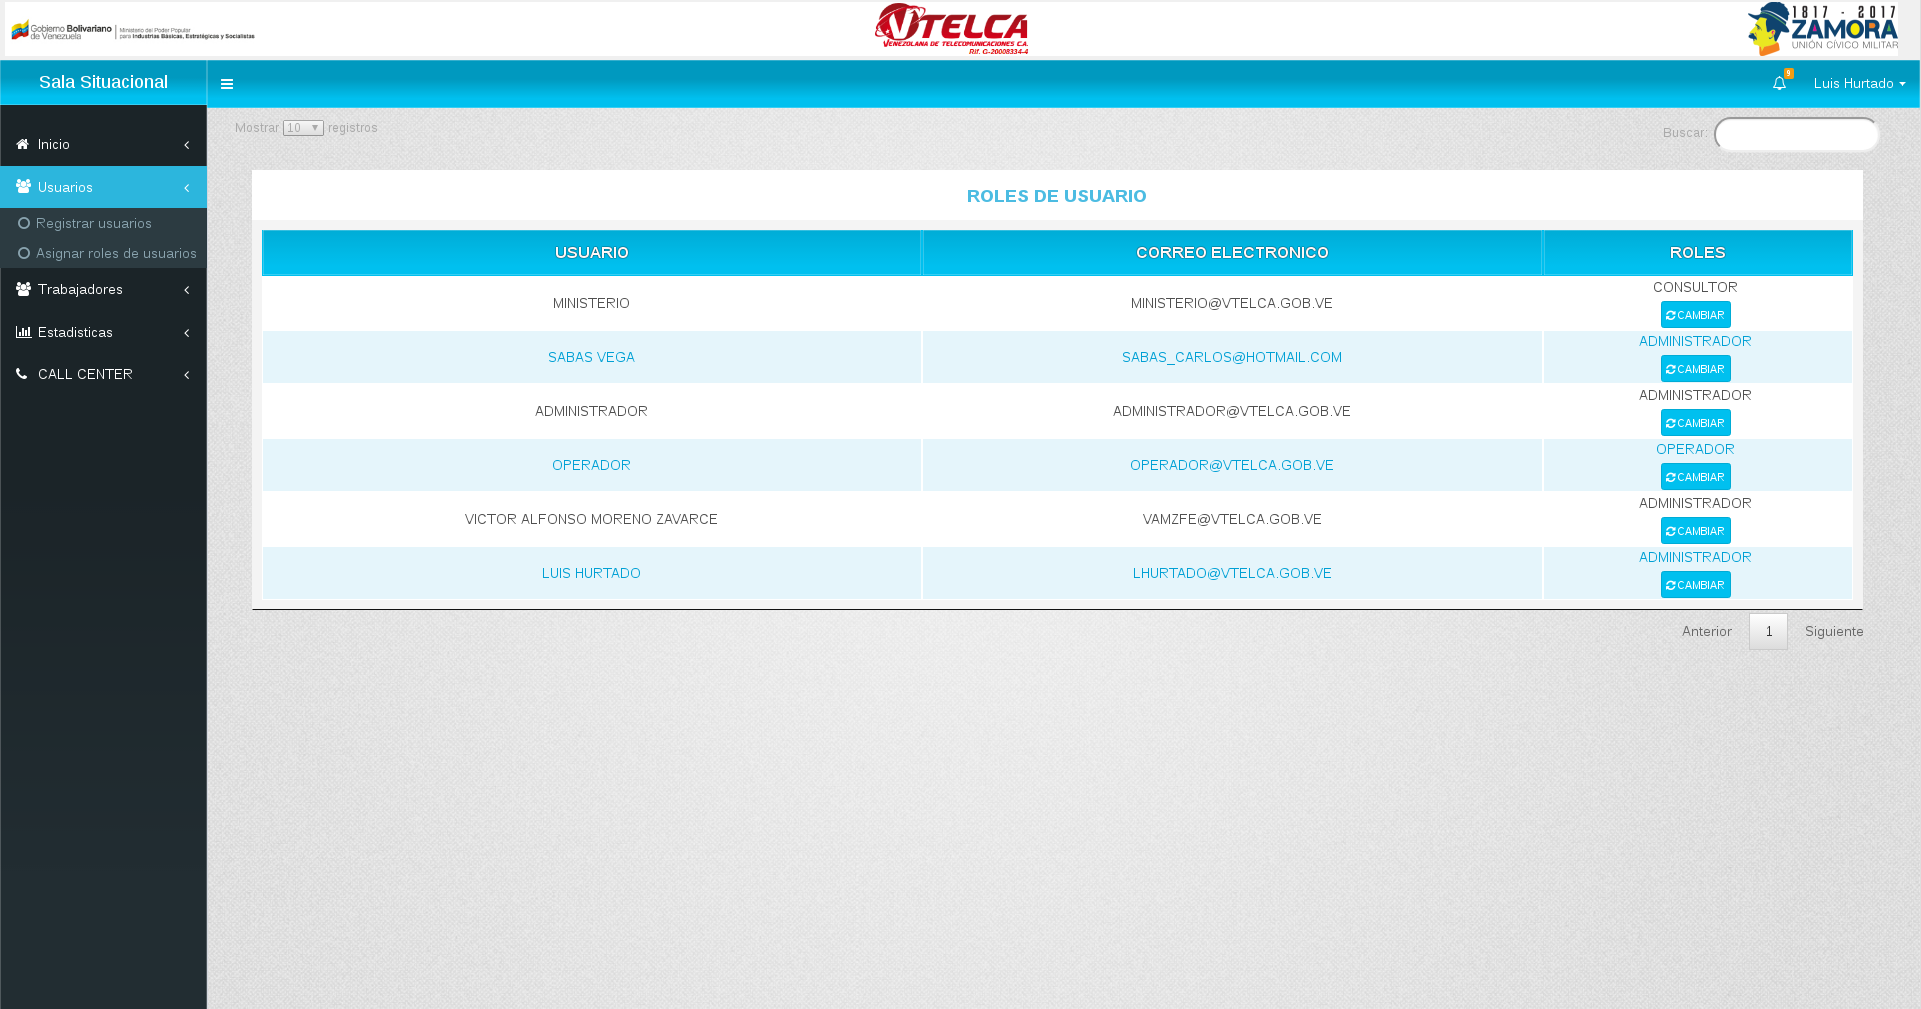 Gobierno Bolivariano
de Venezuela
Ministerio del Poder Popular
para Industrias Básicas, Estratégicas y Socialistas
VTELCA
VENEZOLANA DE TELECOMUNICACIONES C.A.
Rif. G-20008334-4
1817 - 2017
ZAMORA
UNIÓN CÍVICO MILITAR
Sala Situacional
9
Luis Hurtado
Inicio
Usuarios
Registrar usuarios
Asignar roles de usuarios
Trabajadores
Estadisticas
CALL CENTER
Mostrar 10 registros
Buscar:
ROLES DE USUARIO
USUARIO CORREO ELECTRONICO ROLES
MINISTERIO MINISTERIO@VTELCA.GOB.VE CONSULTOR
CAMBIAR
SABAS VEGA SABAS_CARLOS@HOTMAIL.COM ADMINISTRADOR
CAMBIAR
ADMINISTRADOR ADMINISTRADOR@VTELCA.GOB.VE ADMINISTRADOR
CAMBIAR
OPERADOR OPERADOR@VTELCA.GOB.VE OPERADOR
CAMBIAR
VICTOR ALFONSO MORENO ZAVARCE VAMZFE@VTELCA.GOB.VE ADMINISTRADOR
CAMBIAR
LUIS HURTADO LHURTADO@VTELCA.GOB.VE ADMINISTRADOR
CAMBIAR
Anterior 1 Siguiente